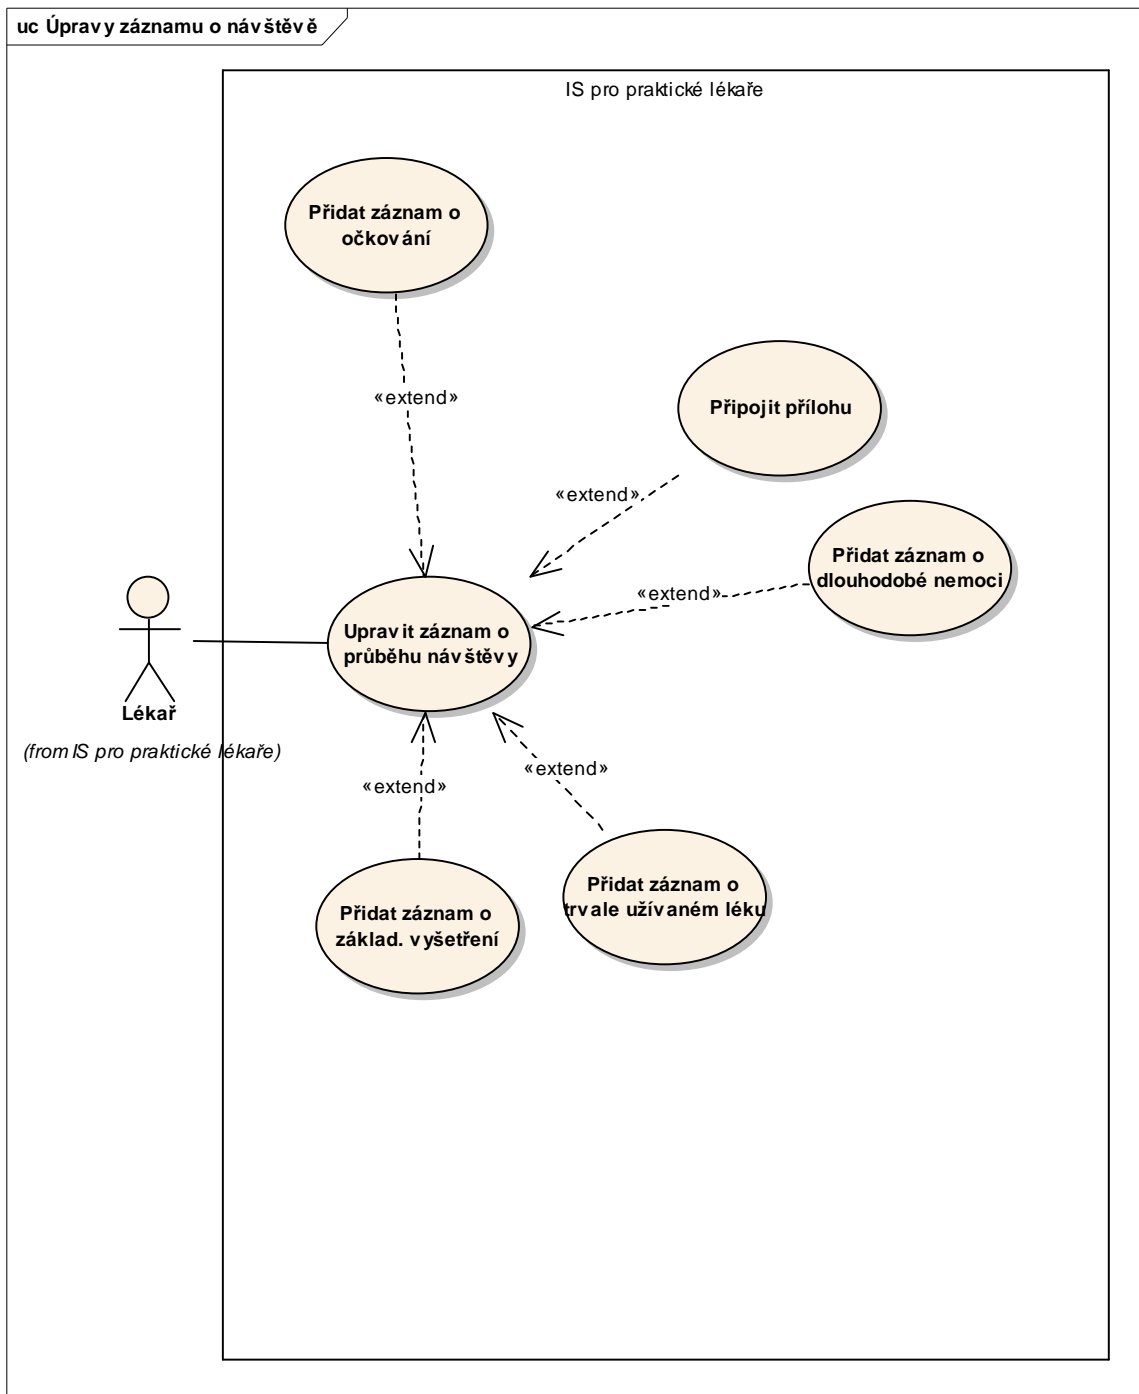 uc Úpravy záznamu o návštěvě
IS pro praktické lékaře
Přidat záznam o
očkování
«extend»
Připojit přílohu
«extend»
Přidat záznam o
dlouhodobé nemoci
«extend»
Upravit záznam o
průběhu návštěvy
Lékař
(from IS pro praktické lékaře)
«extend»
«extend»
Přidat záznam o
trvale užívaném léku
Přidat záznam o
základ. vyšetření